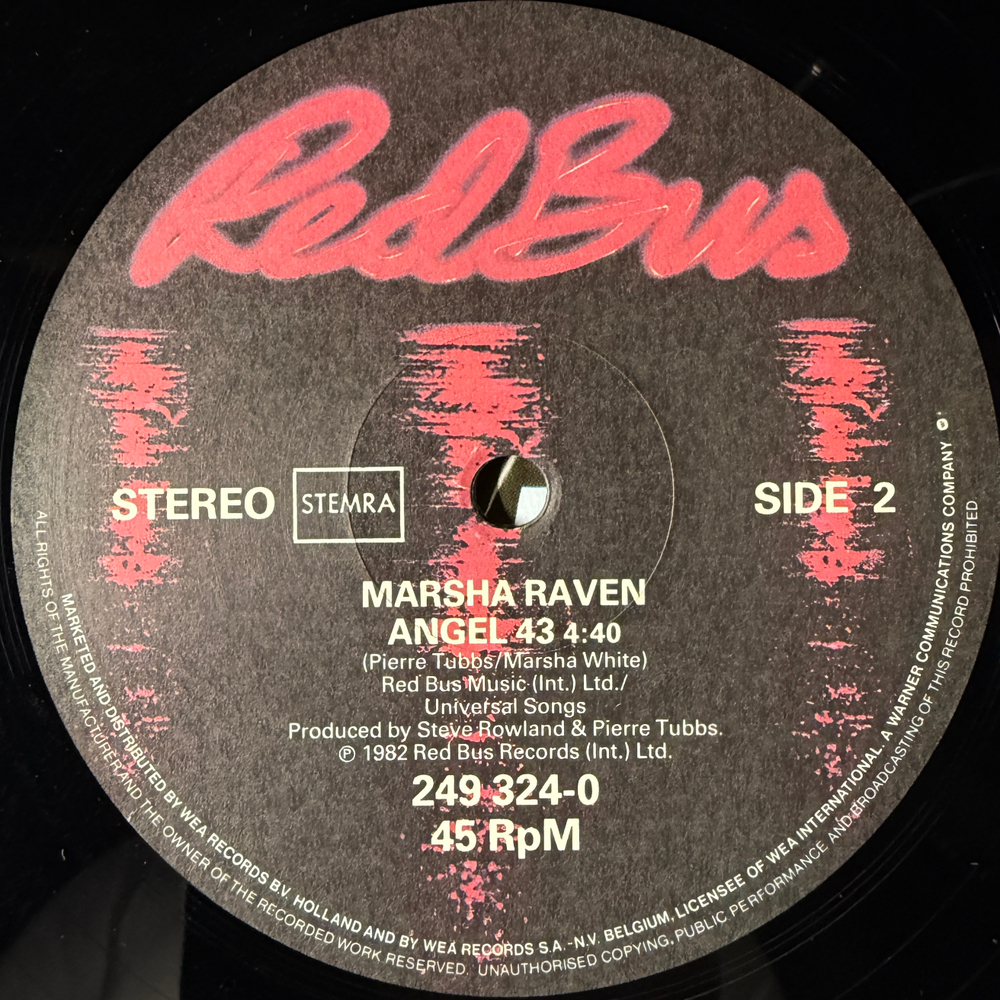 Red Bus
STEREO STEMRA SIDE 2
MARSHA RAVEN
ANGEL 43 4:40
(Pierre Tubbs/Marsha White)
Red Bus Music (Int.) Ltd./
Universal Songs
Produced by Steve Rowland & Pierre Tubbs.
℗ 1982 Red Bus Records (Int.) Ltd.
249 324-0
45 RpM
MARKETED AND DISTRIBUTED BY WEA RECORDS B.V. HOLLAND AND BY WEA RECORDS S.A.-N.V. BELGIUM, LICENSEE OF WEA INTERNATIONAL. A WARNER COMMUNICATIONS COMPANY
ALL RIGHTS OF THE MANUFACTURER AND THE OWNER OF THE RECORDED WORK RESERVED. UNAUTHORISED COPYING, PUBLIC PERFORMANCE AND BROADCASTING OF THIS RECORD PROHIBITED